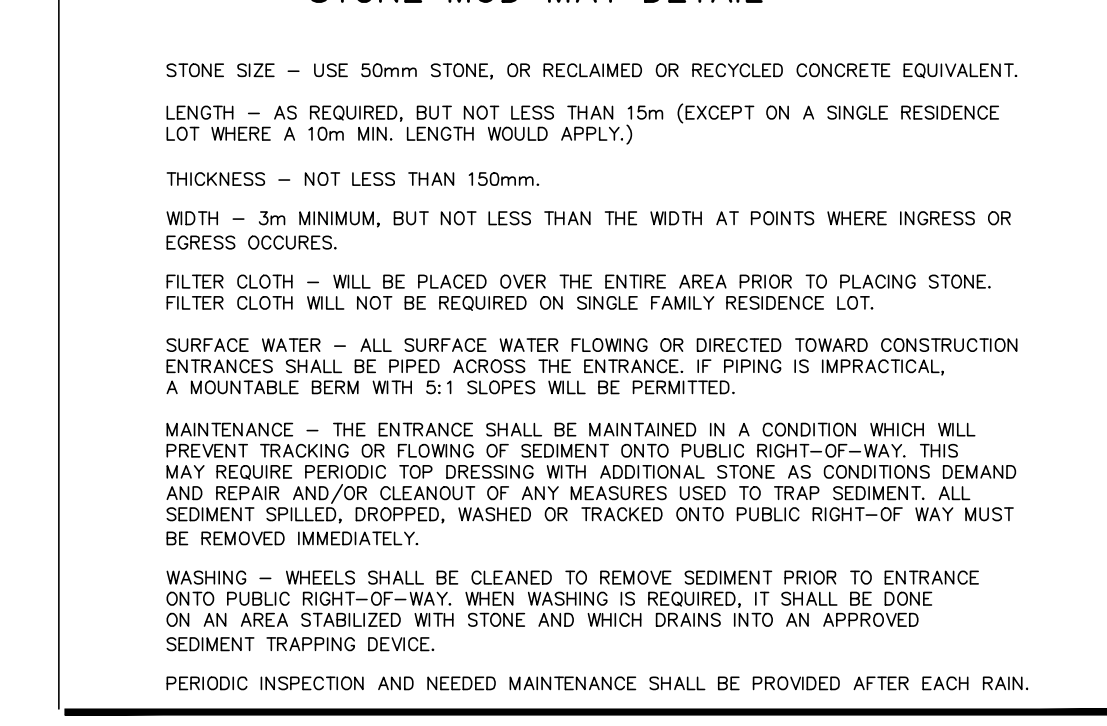 STONE MUD MAT DETAIL
STONE SIZE – USE 50mm STONE, OR RECLAIMED OR RECYCLED CONCRETE EQUIVALENT.
LENGTH – AS REQUIRED, BUT NOT LESS THAN 15m (EXCEPT ON A SINGLE RESIDENCE
LOT WHERE A 10m MIN. LENGTH WOULD APPLY.)
THICKNESS – NOT LESS THAN 150mm.
WIDTH – 3m MINIMUM, BUT NOT LESS THAN THE WIDTH AT POINTS WHERE INGRESS OR
EGRESS OCCURES.
FILTER CLOTH – WILL BE PLACED OVER THE ENTIRE AREA PRIOR TO PLACING STONE.
FILTER CLOTH WILL NOT BE REQUIRED ON SINGLE FAMILY RESIDENCE LOT.
SURFACE WATER – ALL SURFACE WATER FLOWING OR DIRECTED TOWARD CONSTRUCTION
ENTRANCES SHALL BE PIPED ACROSS THE ENTRANCE. IF PIPING IS IMPRACTICAL,
A MOUNTABLE BERM WITH 5:1 SLOPES WILL BE PERMITTED.
MAINTENANCE – THE ENTRANCE SHALL BE MAINTAINED IN A CONDITION WHICH WILL
PREVENT TRACKING OR FLOWING OF SEDIMENT ONTO PUBLIC RIGHT–OF–WAY. THIS
MAY REQUIRE PERIODIC TOP DRESSING WITH ADDITIONAL STONE AS CONDITIONS DEMAND
AND REPAIR AND/OR CLEANOUT OF ANY MEASURES USED TO TRAP SEDIMENT. ALL
SEDIMENT SPILLED, DROPPED, WASHED OR TRACKED ONTO PUBLIC RIGHT–OF WAY MUST
BE REMOVED IMMEDIATELY.
WASHING – WHEELS SHALL BE CLEANED TO REMOVE SEDIMENT PRIOR TO ENTRANCE
ONTO PUBLIC RIGHT–OF–WAY. WHEN WASHING IS REQUIRED, IT SHALL BE DONE
ON AN AREA STABILIZED WITH STONE AND WHICH DRAINS INTO AN APPROVED
SEDIMENT TRAPPING DEVICE.
PERIODIC INSPECTION AND NEEDED MAINTENANCE SHALL BE PROVIDED AFTER EACH RAIN.